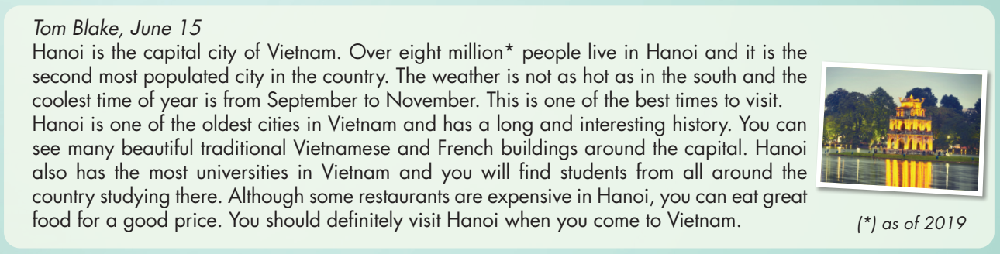 Tom Blake, June 15
Hanoi is the capital city of Vietnam. Over eight million* people live in Hanoi and it is the
second most populated city in the country. The weather is not as hot as in the south and the
coolest time of year is from September to November. This is one of the best times to visit.
Hanoi is one of the oldest cities in Vietnam and has a long and interesting history. You can
see many beautiful traditional Vietnamese and French buildings around the capital. Hanoi
also has the most universities in Vietnam and you will find students from all around the
country studying there. Although some restaurants are expensive in Hanoi, you can eat great
food for a good price. You should definitely visit Hanoi when you come to Vietnam.
(*) as of 2019